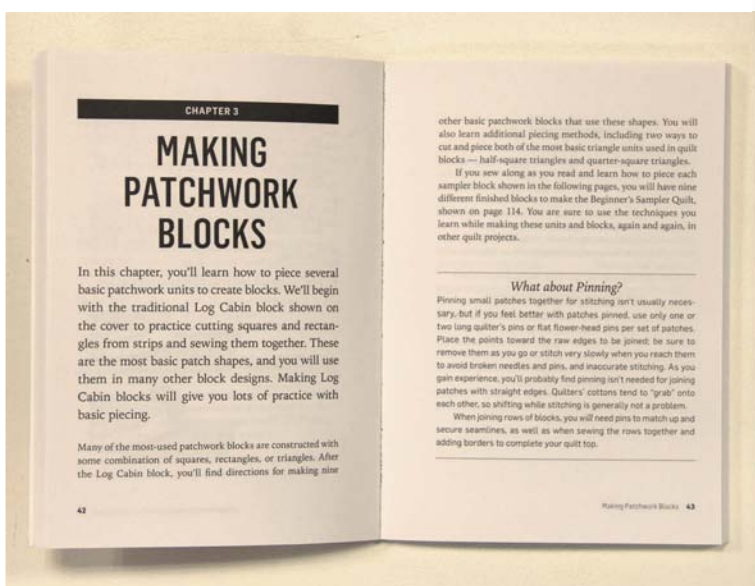 CHAPTER 3
MAKING
PATCHWORK
BLOCKS
In this chapter, you'll learn how to piece several
basic patchwork units to create blocks. We'll begin
with the traditional Log Cabin block shown on
the cover to practice cutting squares and rectan-
gles from strips and sewing them together. These
are the most basic patch shapes, and you will use
them in many other block designs. Making Log
Cabin blocks will give you lots of practice with
basic piecing.
Many of the most-used patchwork blocks are constructed with
some combination of squares, rectangles, or triangles. After
the Log Cabin block, you'll find directions for making nine
42
other basic patchwork blocks that use these shapes. You will
also learn additional piecing methods, including two ways to
cut and piece both of the most basic triangle units used in quilt
blocks — half-square triangles and quarter-square triangles.
If you sew along as you read and learn how to piece each
sampler block shown in the following pages, you will have nine
different finished blocks to make the Beginner's Sampler Quilt,
shown on page 114. You are sure to use the techniques you
learn while making these units and blocks, again and again, in
other quilt projects.
What about Pinning?
Pinning small patches together for stitching isn't usually neces-
sary, but if you feel better with patches pinned, use only one or
two long quilter's pins or flat flower-head pins per set of patches.
Place the points toward the raw edges to be joined; be sure to
remove them as you go or stitch very slowly when you reach them
to avoid broken needles and pins, and inaccurate stitching. As you
gain experience, you'll probably find pinning isn't needed for joining
patches with straight edges. Quilters' cottons tend to "grab" onto
each other, so shifting while stitching is generally not a problem.
When joining rows of blocks, you will need pins to match up and
secure seamlines, as well as when sewing the rows together and
adding borders to complete your quilt top.
Making Patchwork Blocks 43